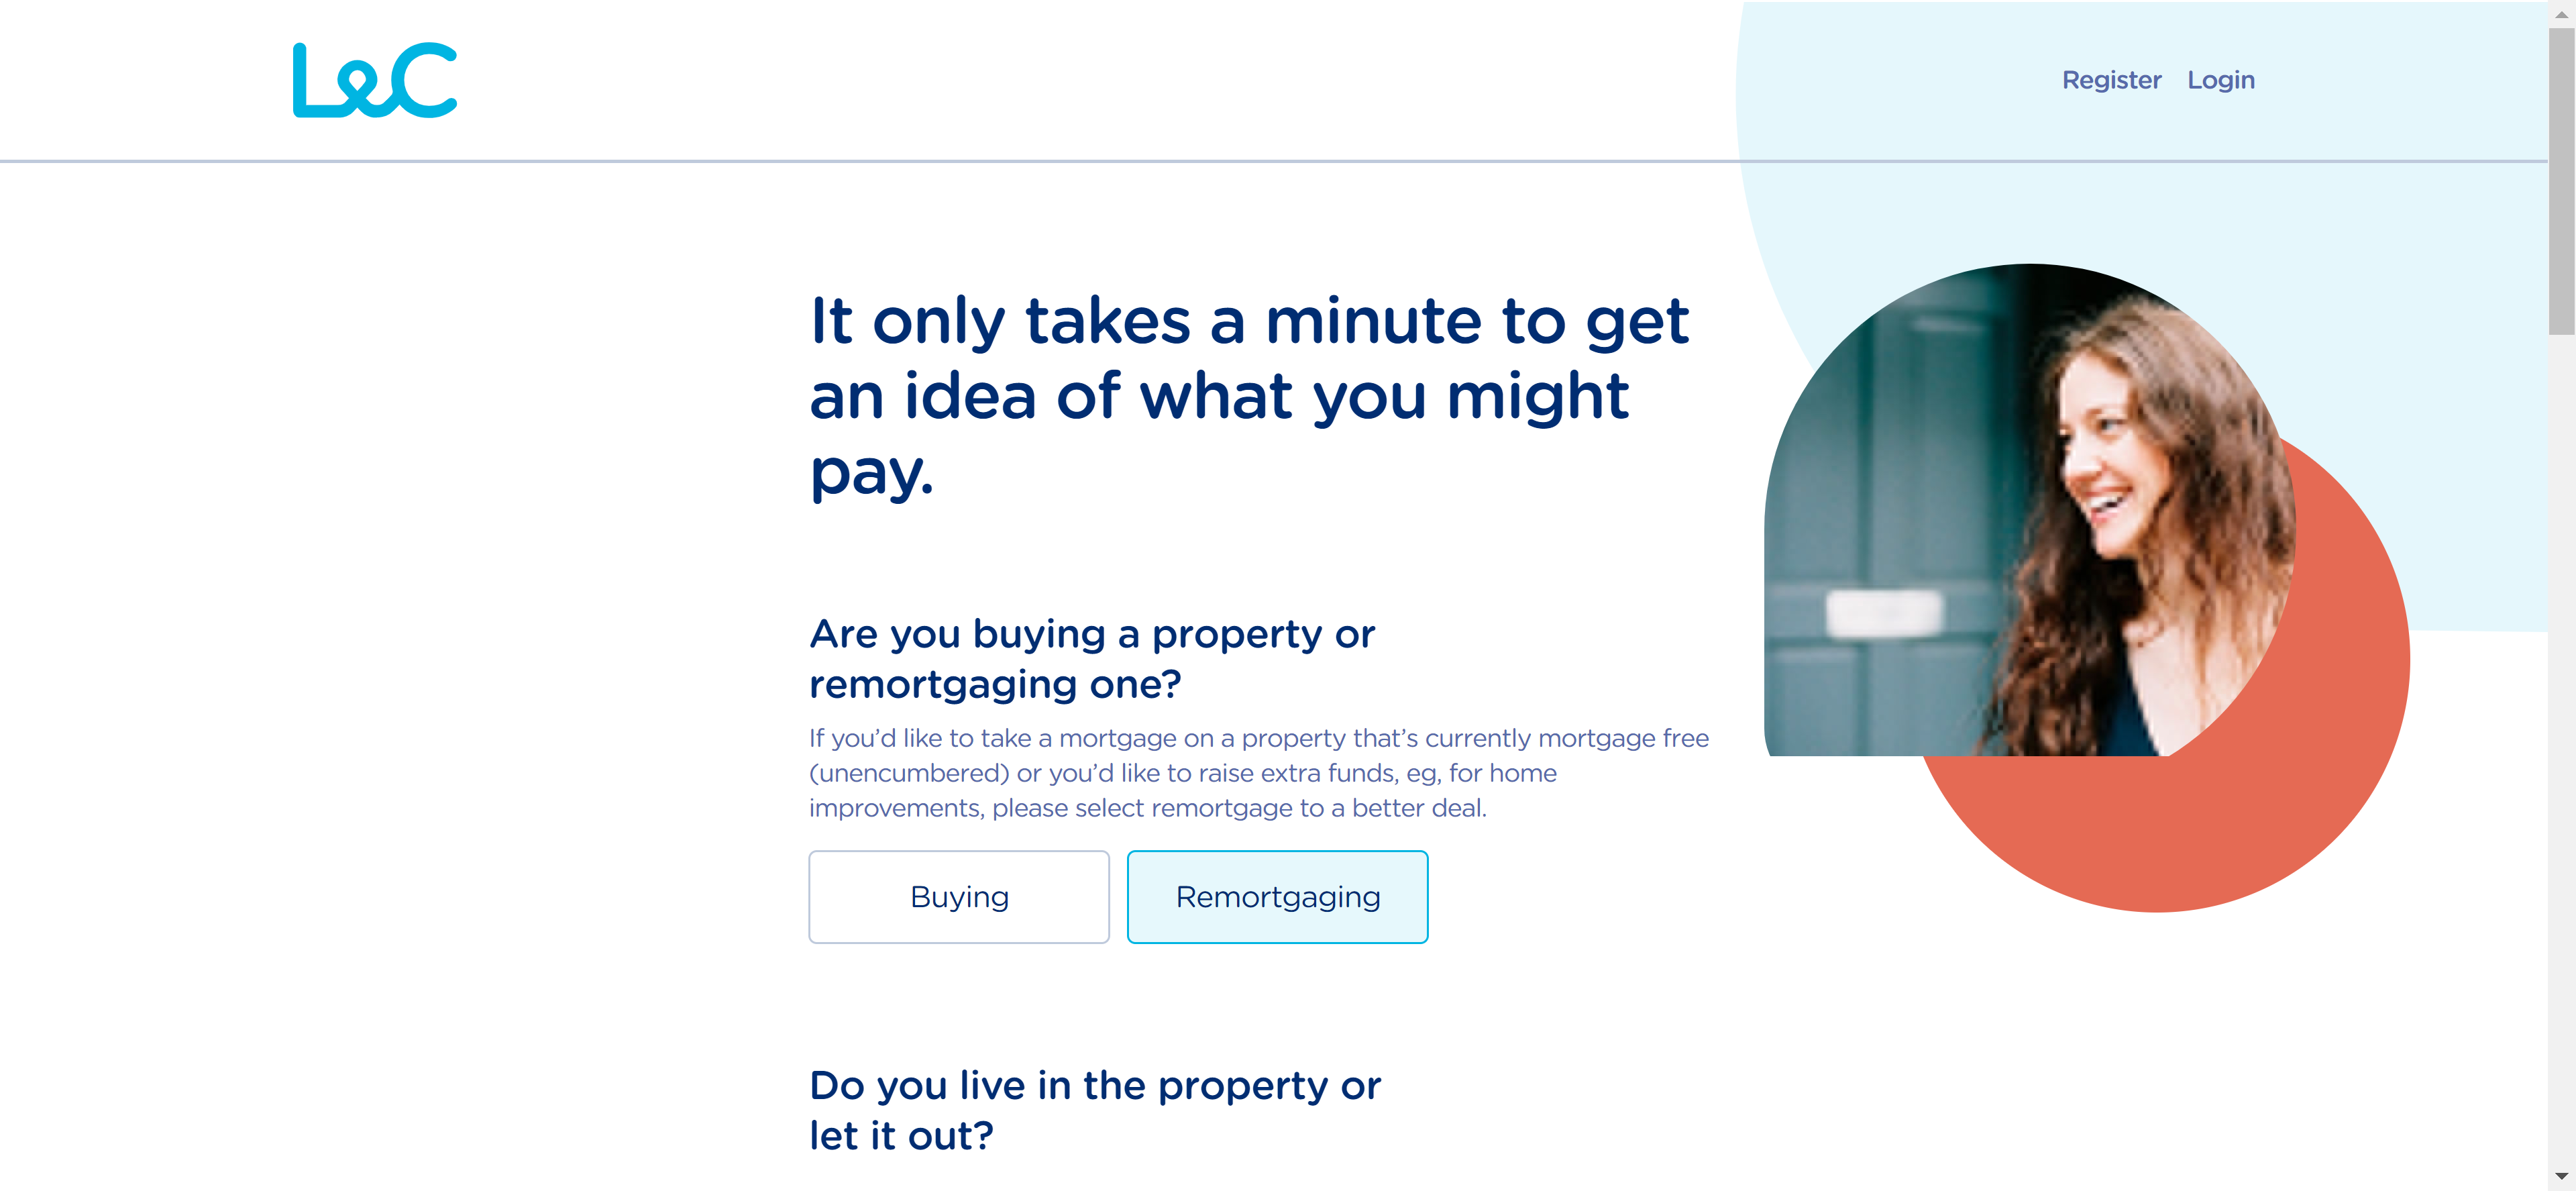 L&C
Register Login
It only takes a minute to get
an idea of what you might
pay.
Are you buying a property or
remortgaging one?
If you’d like to take a mortgage on a property that’s currently mortgage free
(unencumbered) or you’d like to raise extra funds, eg, for home
improvements, please select remortgage to a better deal.
Buying Remortgaging
Do you live in the property or
let it out?